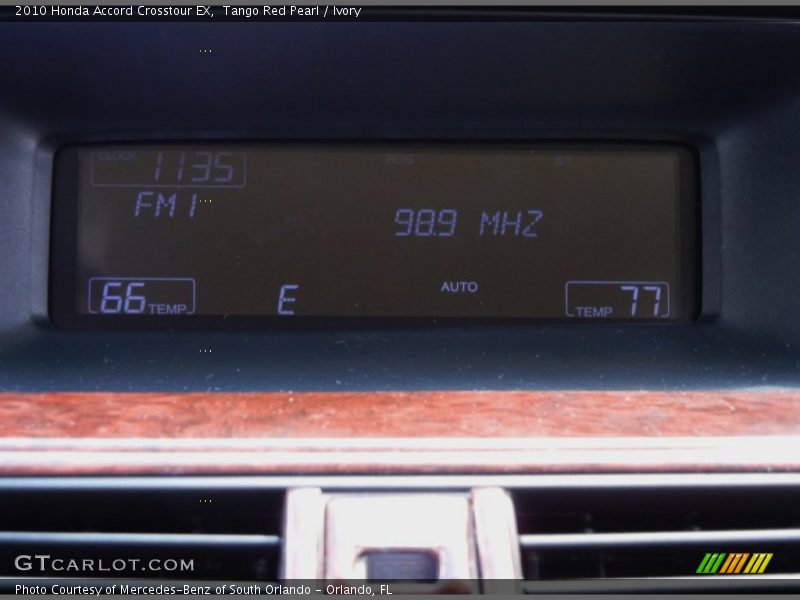 2010 Honda Accord Crosstour EX,  Tango Red Pearl / Ivory
CLOCK 1135 RDS ST
FM1 98.9 MHZ
66 TEMP E AUTO TEMP 77
GTCARLOT.COM
Photo Courtesy of Mercedes-Benz of South Orlando - Orlando, FL